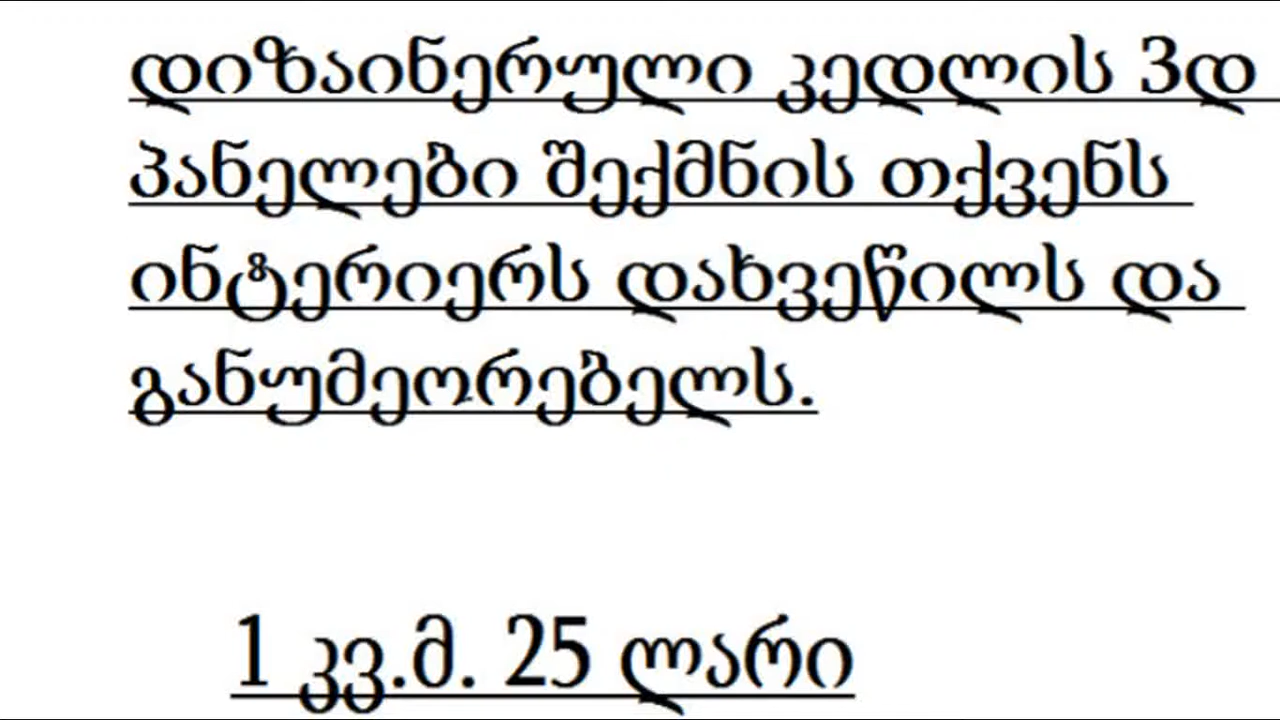 დიზაინერული კედლის 3დ
პანელები შექმნის თქვენს
ინტერიერს დახვეწილს და
განუმეორებელს.
1 კვ.მ. 25 ლარი